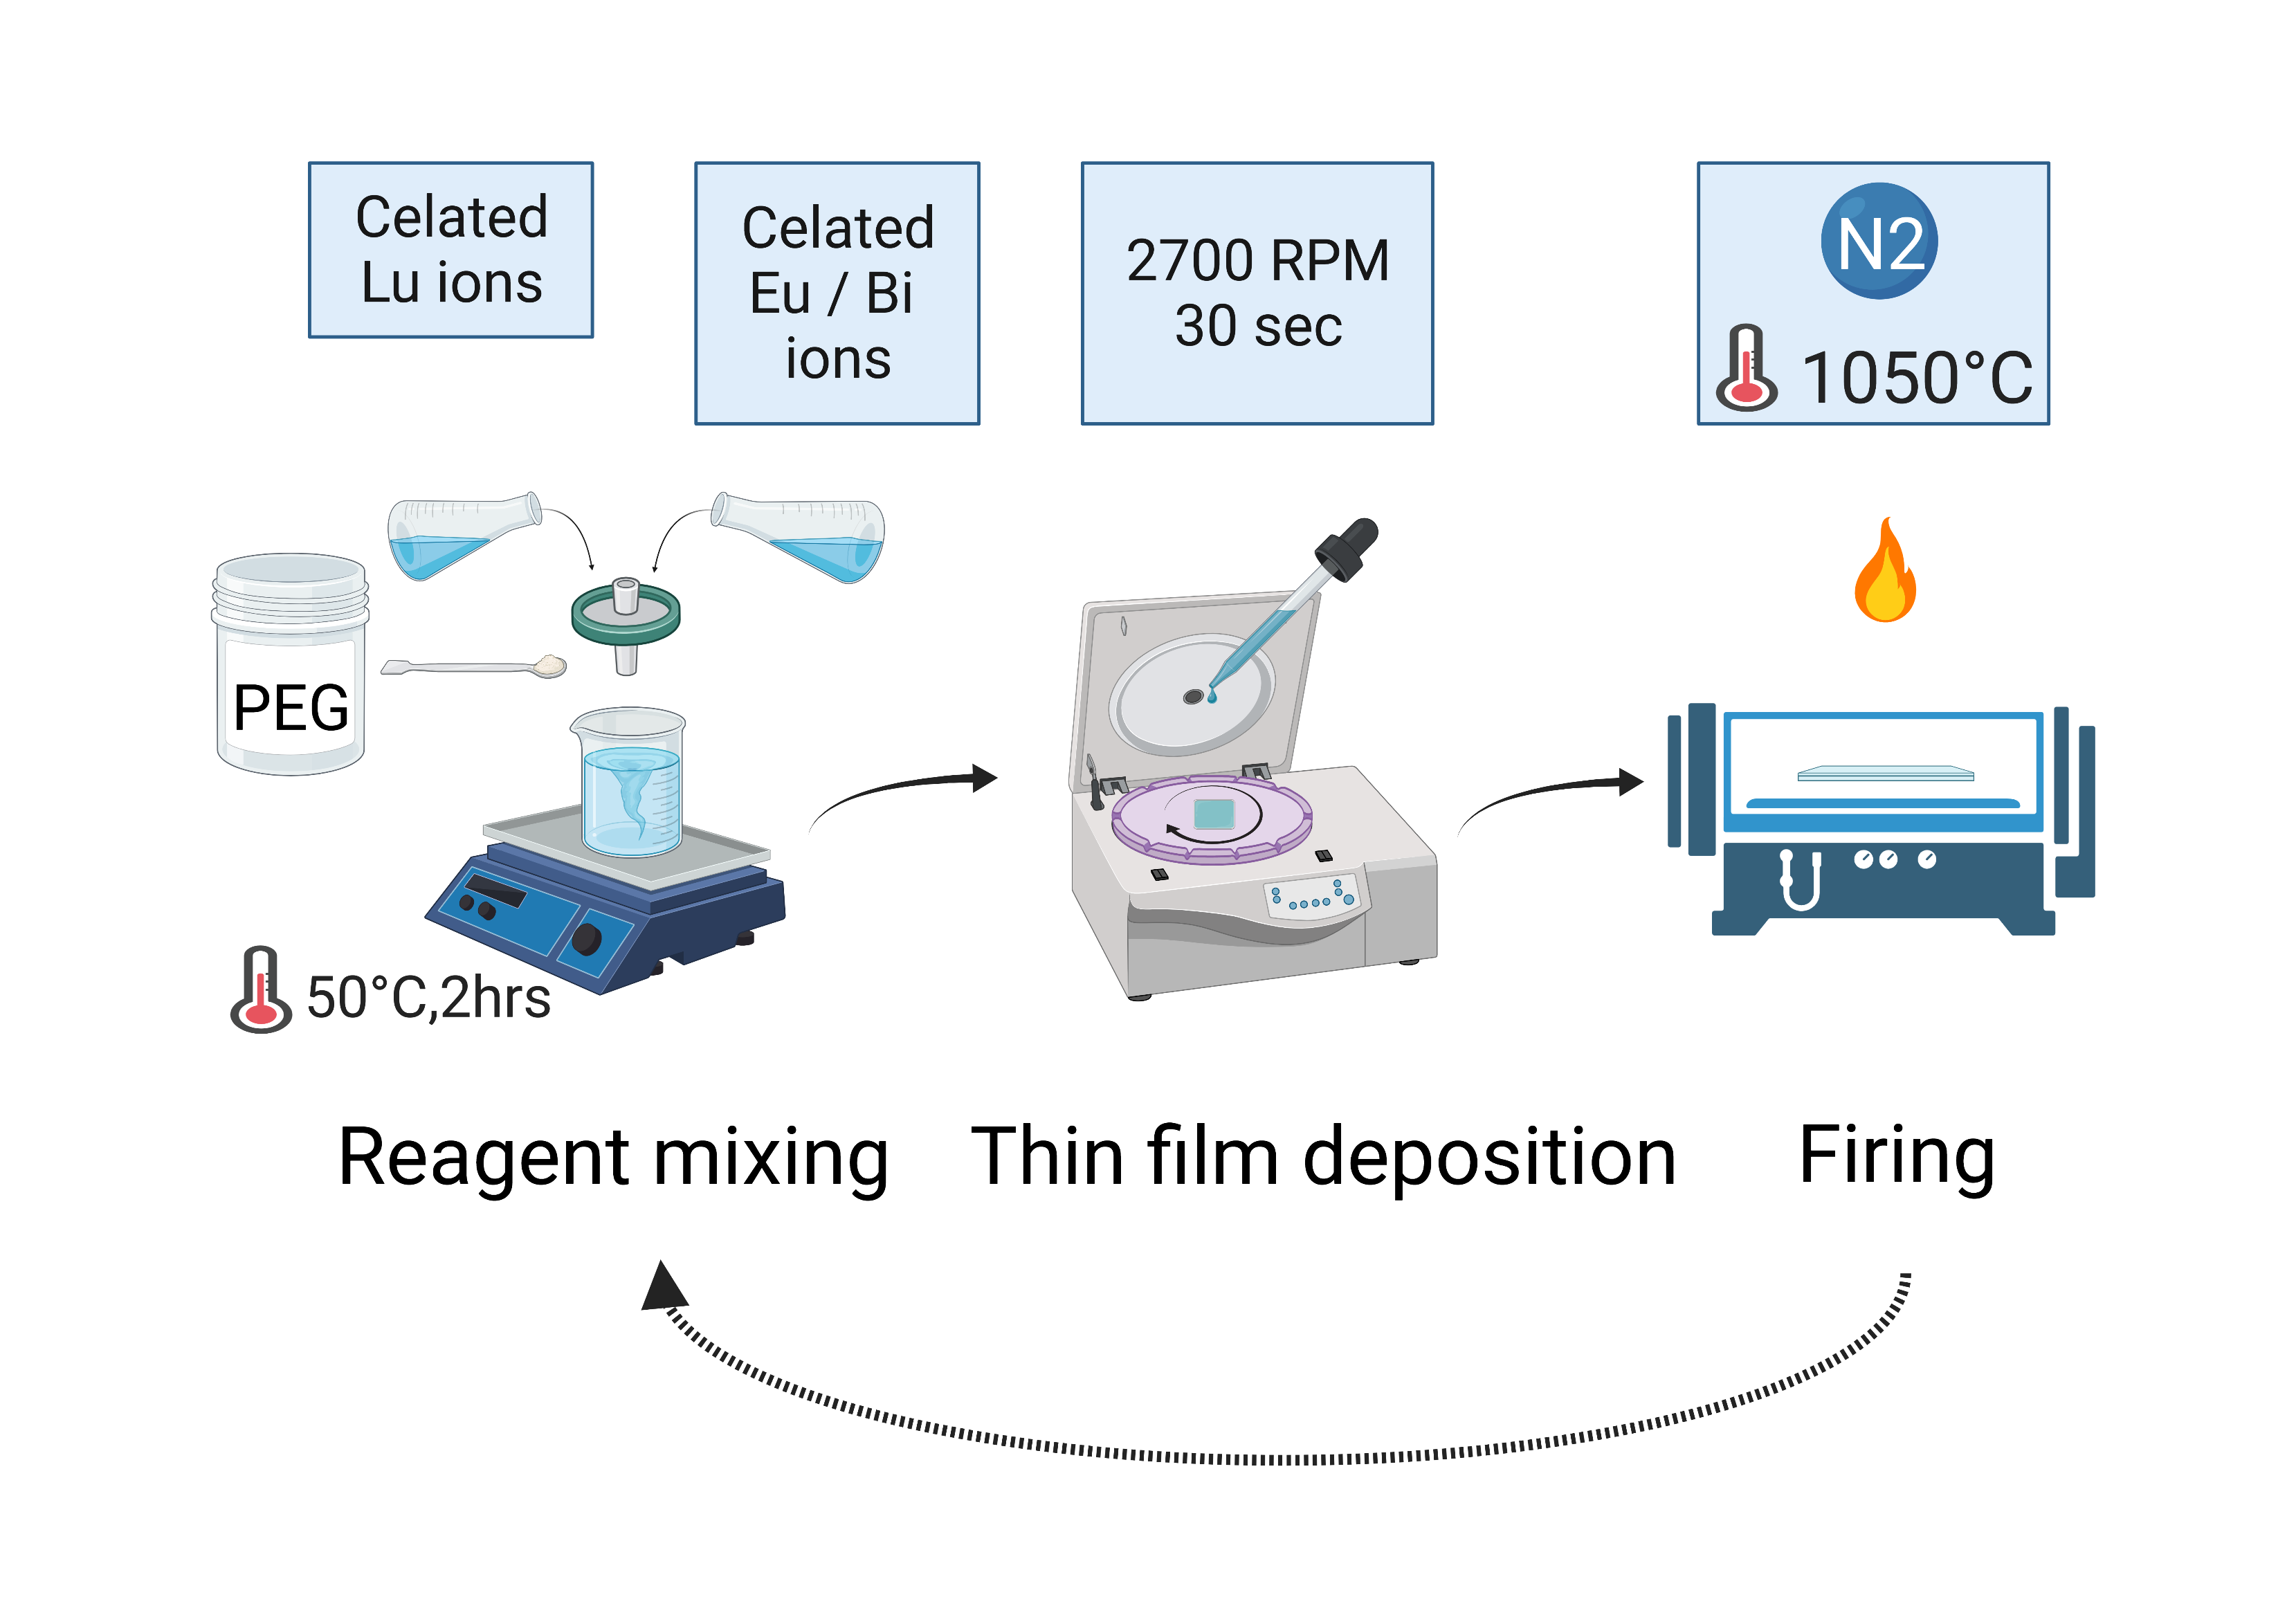 Celated
Lu ions
Celated
Eu / Bi
ions
2700 RPM
30 sec
N2
1050°C
PEG
50°C,2hrs
Reagent mixing
Thin film deposition
Firing